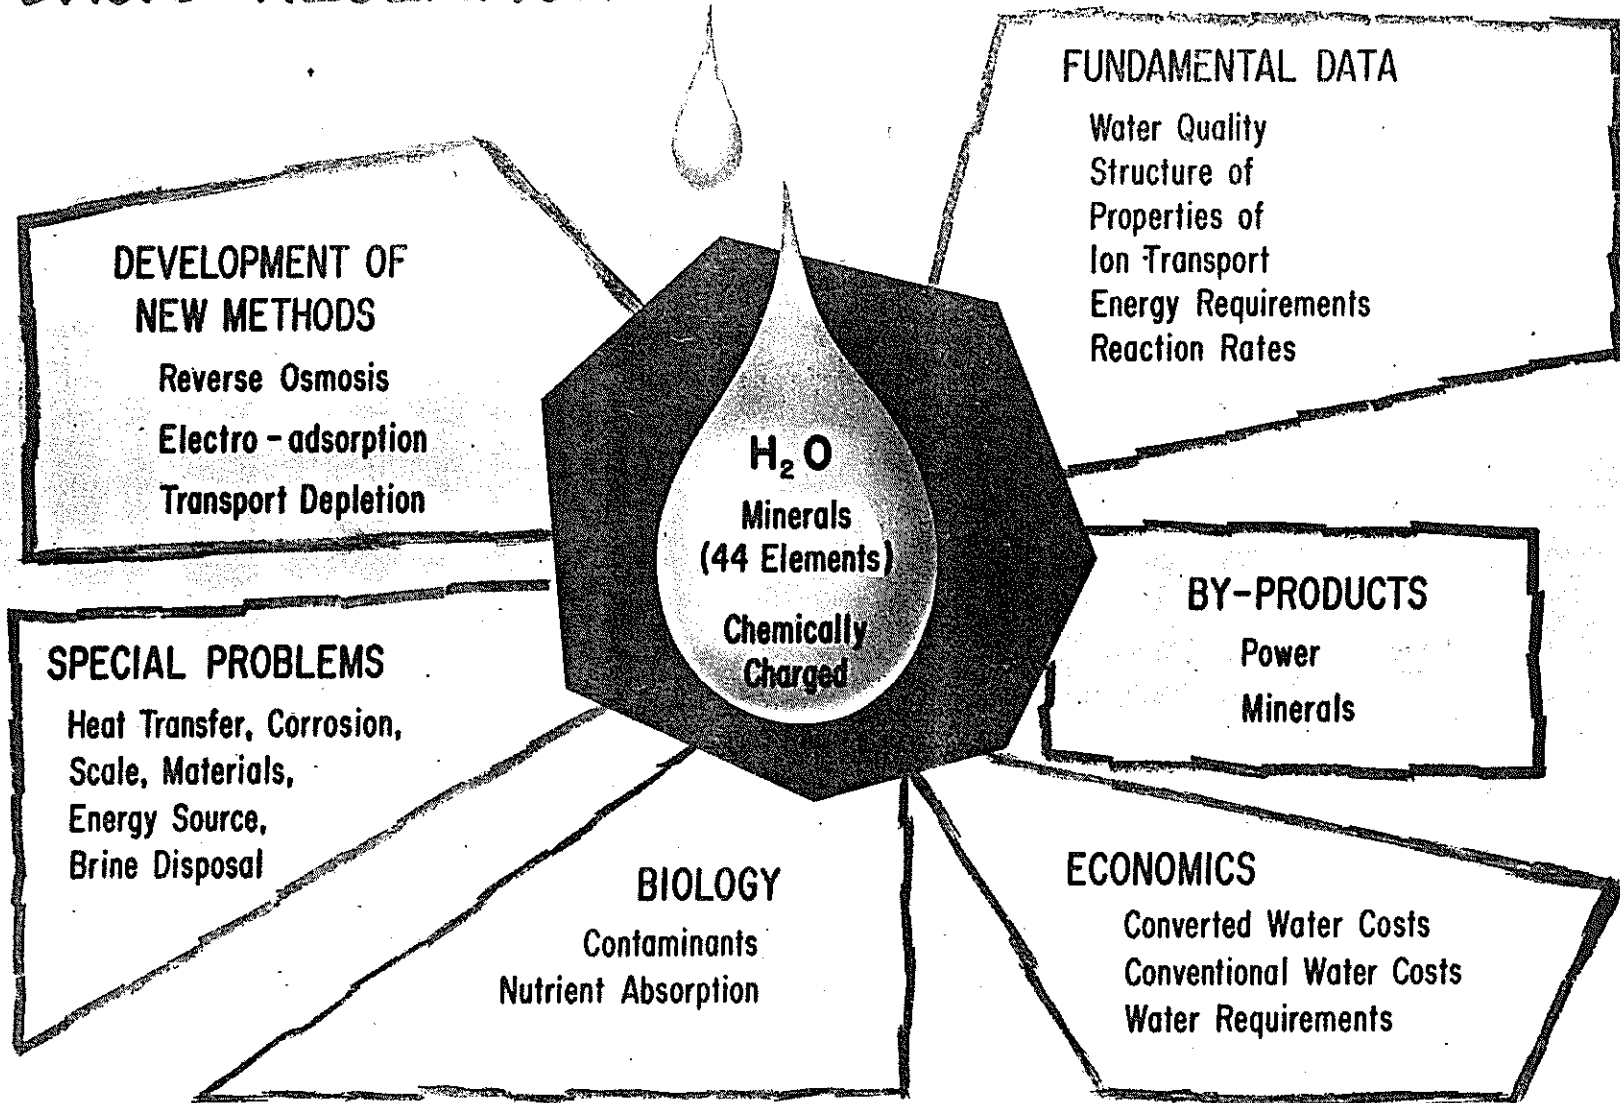 DEVELOPMENT OF
NEW METHODS
Reverse Osmosis
Electro-adsorption
Transport Depletion
FUNDAMENTAL DATA
Water Quality
Structure of
Properties of
Ion Transport
Energy Requirements
Reaction Rates
H₂O
Minerals
(44 Elements)
Chemically
Charged
BY-PRODUCTS
Power
Minerals
SPECIAL PROBLEMS
Heat Transfer, Corrosion,
Scale, Materials,
Energy Source,
Brine Disposal
BIOLOGY
Contaminants
Nutrient Absorption
ECONOMICS
Converted Water Costs
Conventional Water Costs
Water Requirements